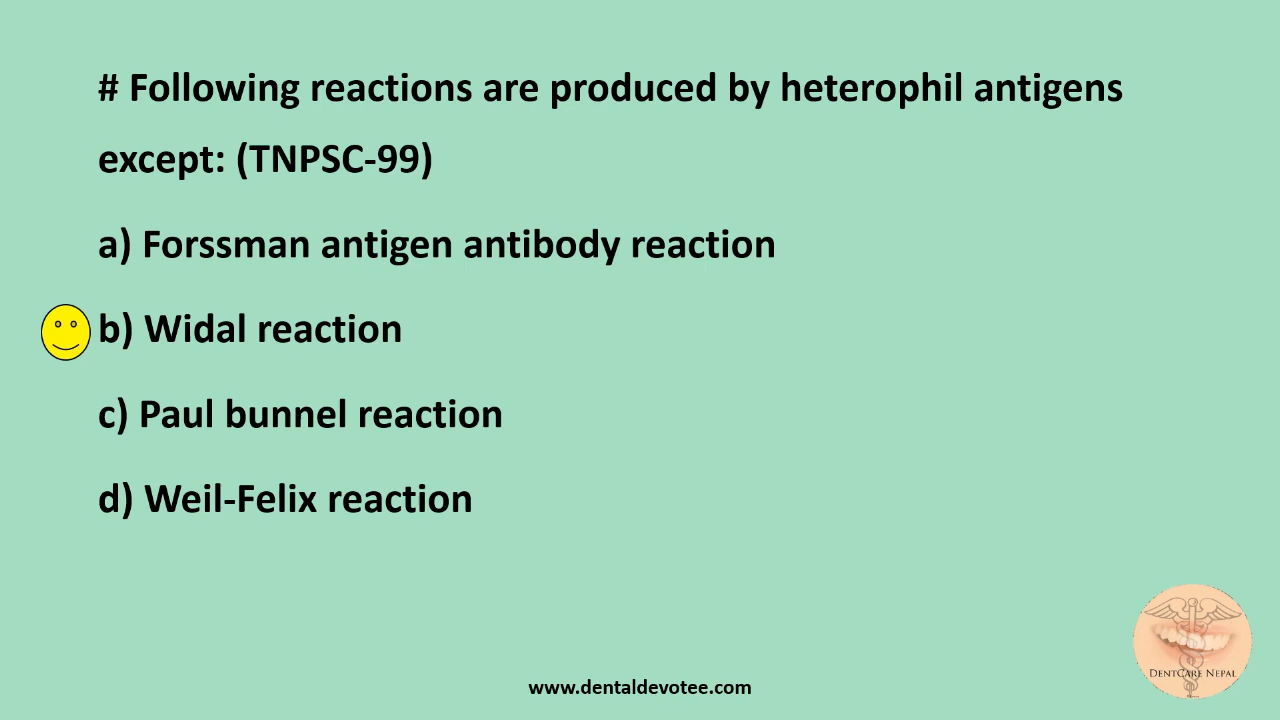 # Following reactions are produced by heterophil antigens
except: (TNPSC-99)
a) Forssman antigen antibody reaction
b) Widal reaction
c) Paul bunnel reaction
d) Weil-Felix reaction
DENTCARE NEPAL
www.dentaldevotee.com